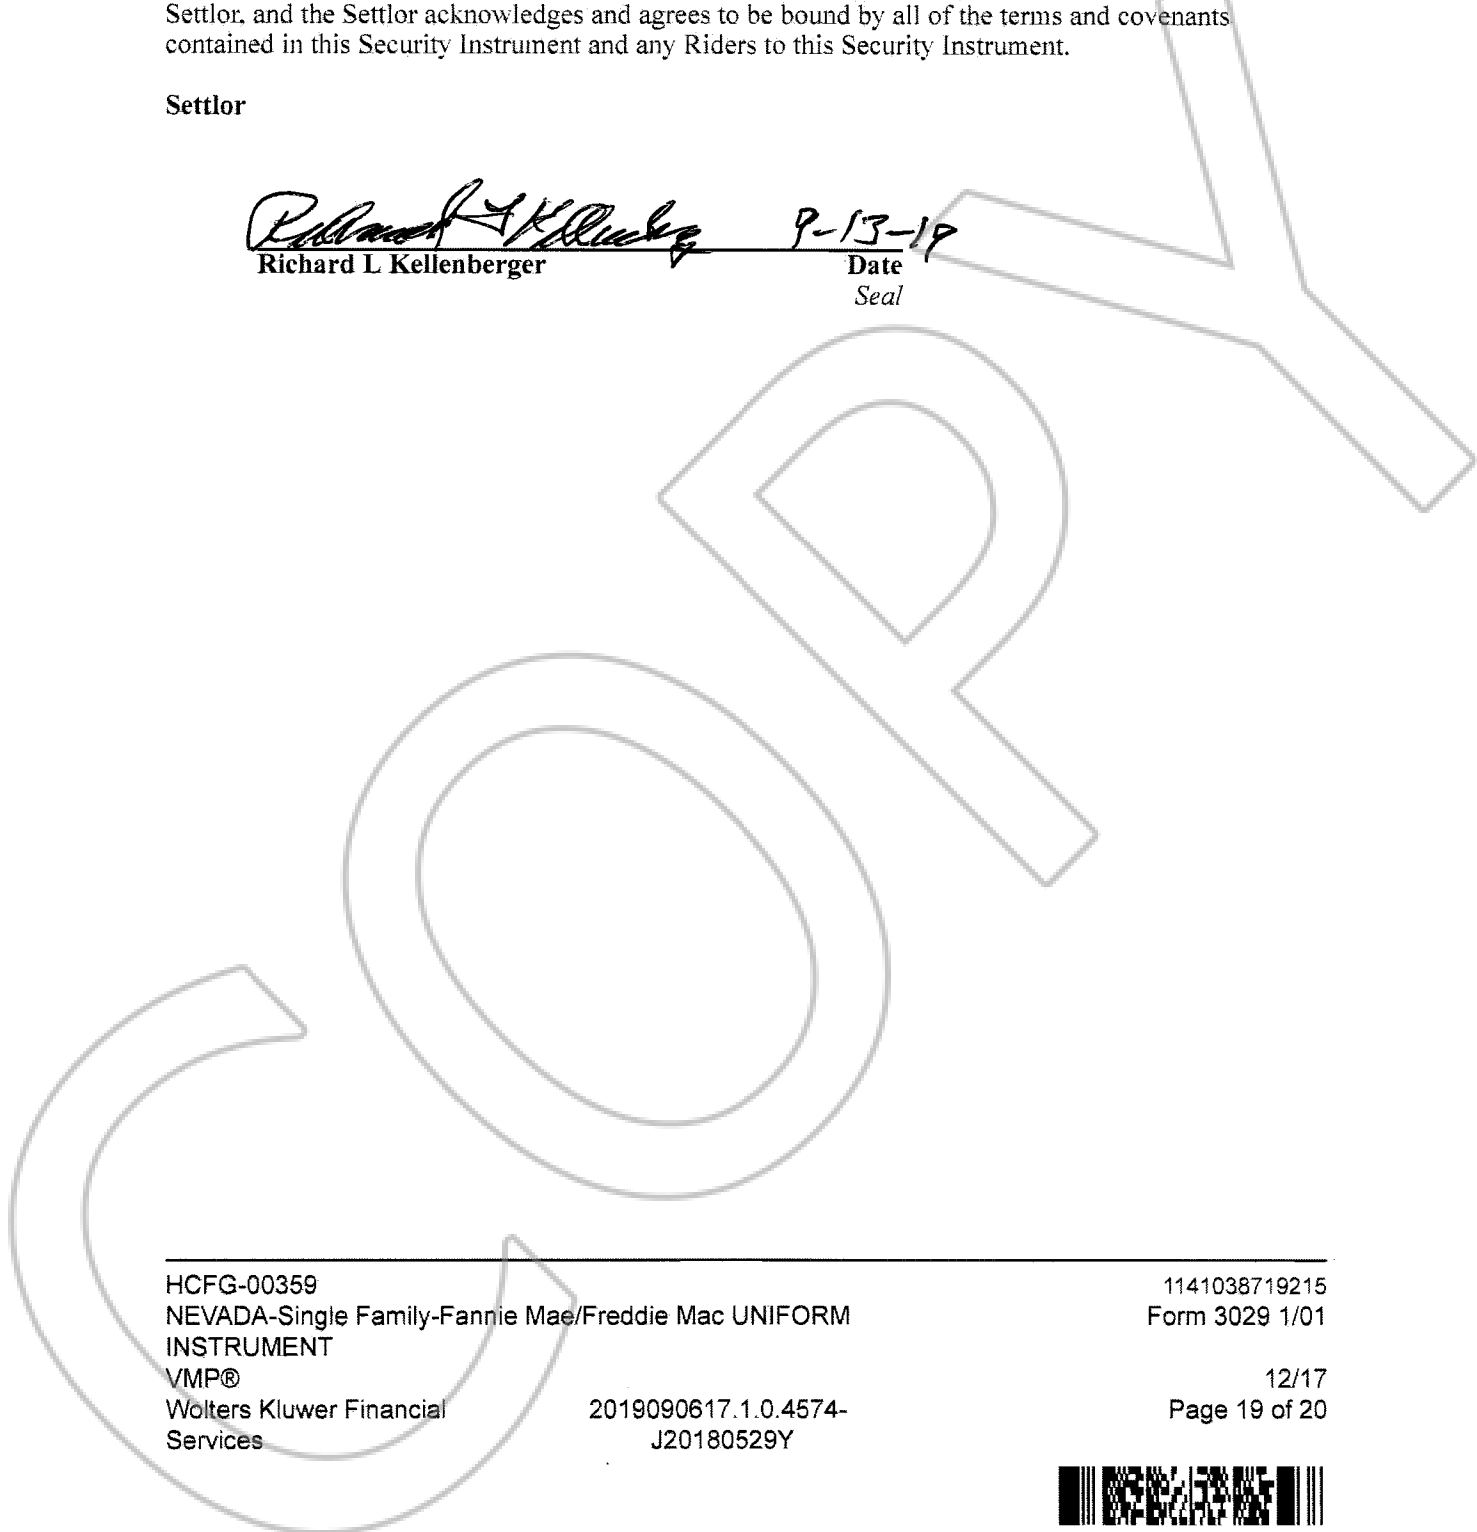 Settlor, and the Settlor acknowledges and agrees to be bound by all of the terms and covenants
contained in this Security Instrument and any Riders to this Security Instrument.
Settlor
Richard L Kellenberger 9-13-19
Richard L Kellenberger Date
Seal
COPY
HCFG-00359 1141038719215
NEVADA-Single Family-Fannie Mae/Freddie Mac UNIFORM Form 3029 1/01
INSTRUMENT
VMP® 12/17
Wolters Kluwer Financial 2019090617.1.0.4574- Page 19 of 20
Services J20180529Y